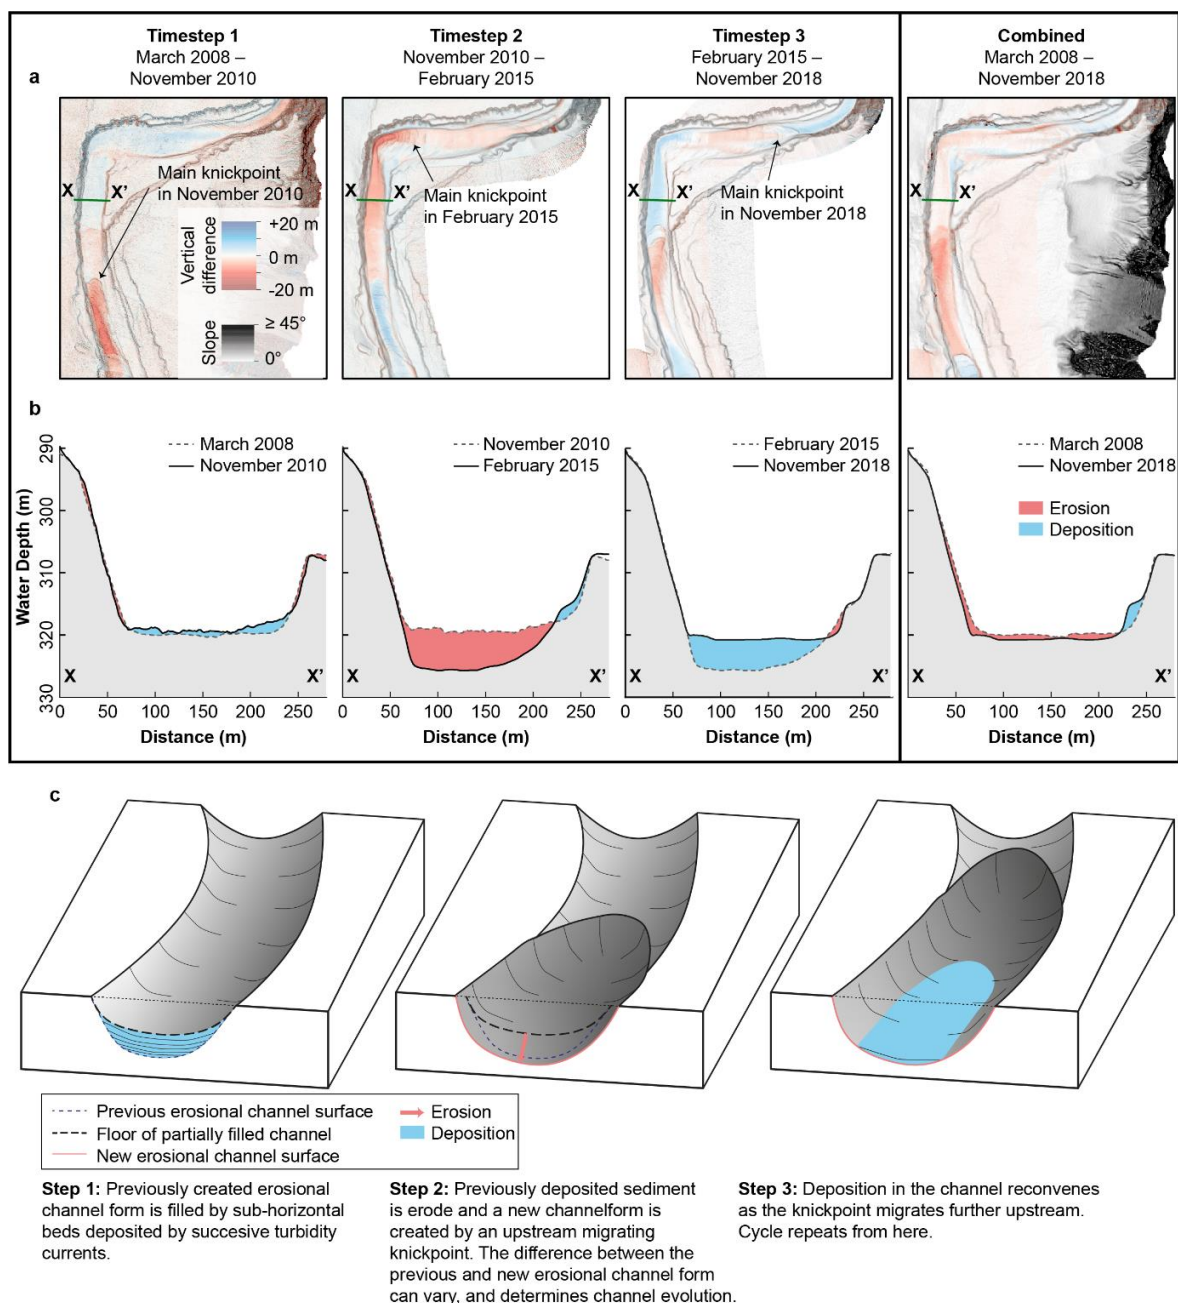 Timestep 1
March 2008 –
November 2010
Timestep 2
November 2010 –
February 2015
Timestep 3
February 2015 –
November 2018
Combined
March 2008 –
November 2018
a
X X'
Main knickpoint
in November 2010
Vertical
difference
+20 m
0 m
-20 m
Slope
≥ 45°
0°
X X'
Main knickpoint
in February 2015
X X'
Main knickpoint
in November 2018
X X'
b
Water Depth (m)
290
300
310
320
330
March 2008
November 2010
X X'
0 50 100 150 200 250
Distance (m)
November 2010
February 2015
X X'
0 50 100 150 200 250
Distance (m)
February 2015
November 2018
X X'
0 50 100 150 200 250
Distance (m)
March 2008
November 2018
Erosion
Deposition
X X'
0 50 100 150 200 250
Distance (m)
c
Previous erosional channel surface
Floor of partially filled channel
New erosional channel surface
Erosion
Deposition
Step 1: Previously created erosional
channel form is filled by sub-horizontal
beds deposited by succesive turbidity
currents.
Step 2: Previously deposited sediment
is erode and a new channelform is
created by an upstream migrating
knickpoint. The difference between the
previous and new erosional channel form
can vary, and determines channel evolution.
Step 3: Deposition in the channel reconvenes
as the knickpoint migrates further upstream.
Cycle repeats from here.